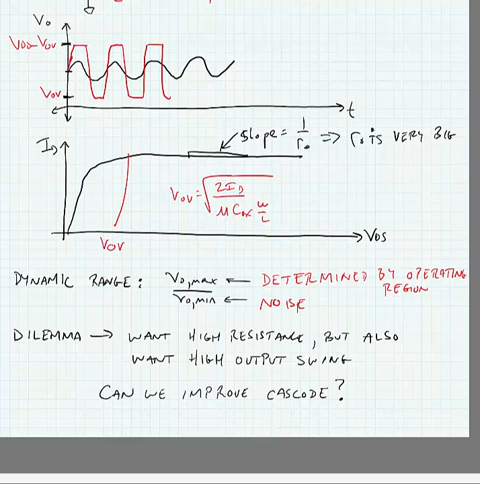 Vo
VDD-VOV
VOV
t
ID
slope = 1/ro => ro is VERY BIG
VOV = √(2ID / μCox W/L)
VOV
VDS
DYNAMIC RANGE: Vo,max ← DETERMINED BY OPERATING REGION
Vo,min ← NOISE
DILEMMA → WANT HIGH RESISTANCE, BUT ALSO
WANT HIGH OUTPUT SWING
CAN WE IMPROVE CASCODE?